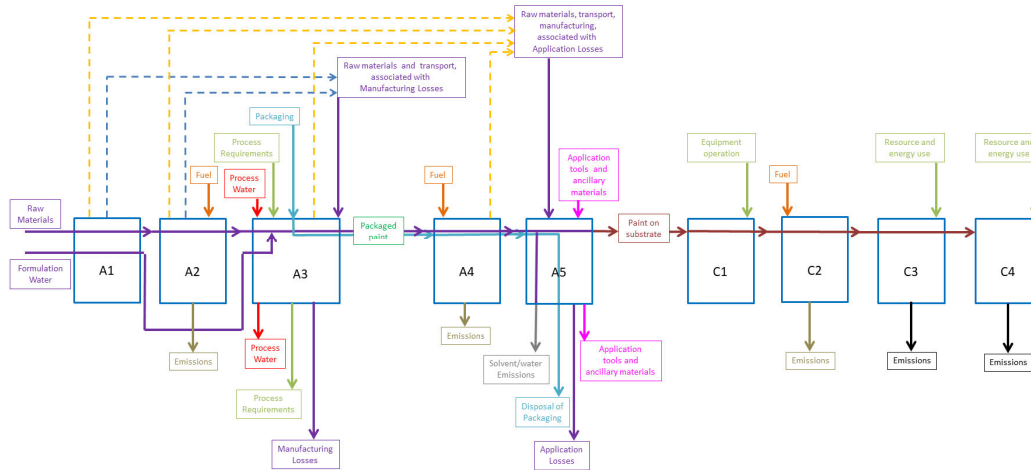 Raw materials, transport,
manufacturing,
associated with
Application Losses
Raw materials and transport,
associated with
Manufacturing Losses
Packaging
Process
Requirements
Equipment
operation
Resource and
energy use
Resource and
energy use
Fuel
Process
Water
Fuel
Application
tools and
ancillary
materials
Fuel
Raw
Materials
Packaged
paint
Paint on
substrate
Formulation
Water
A1
A2
A3
A4
A5
C1
C2
C3
C4
Emissions
Process
Water
Emissions
Solvent/water
Emissions
Application
tools and
ancillary materials
Emissions
Emissions
Emissions
Process
Requirements
Disposal of
Packaging
Manufacturing
Losses
Application
Losses